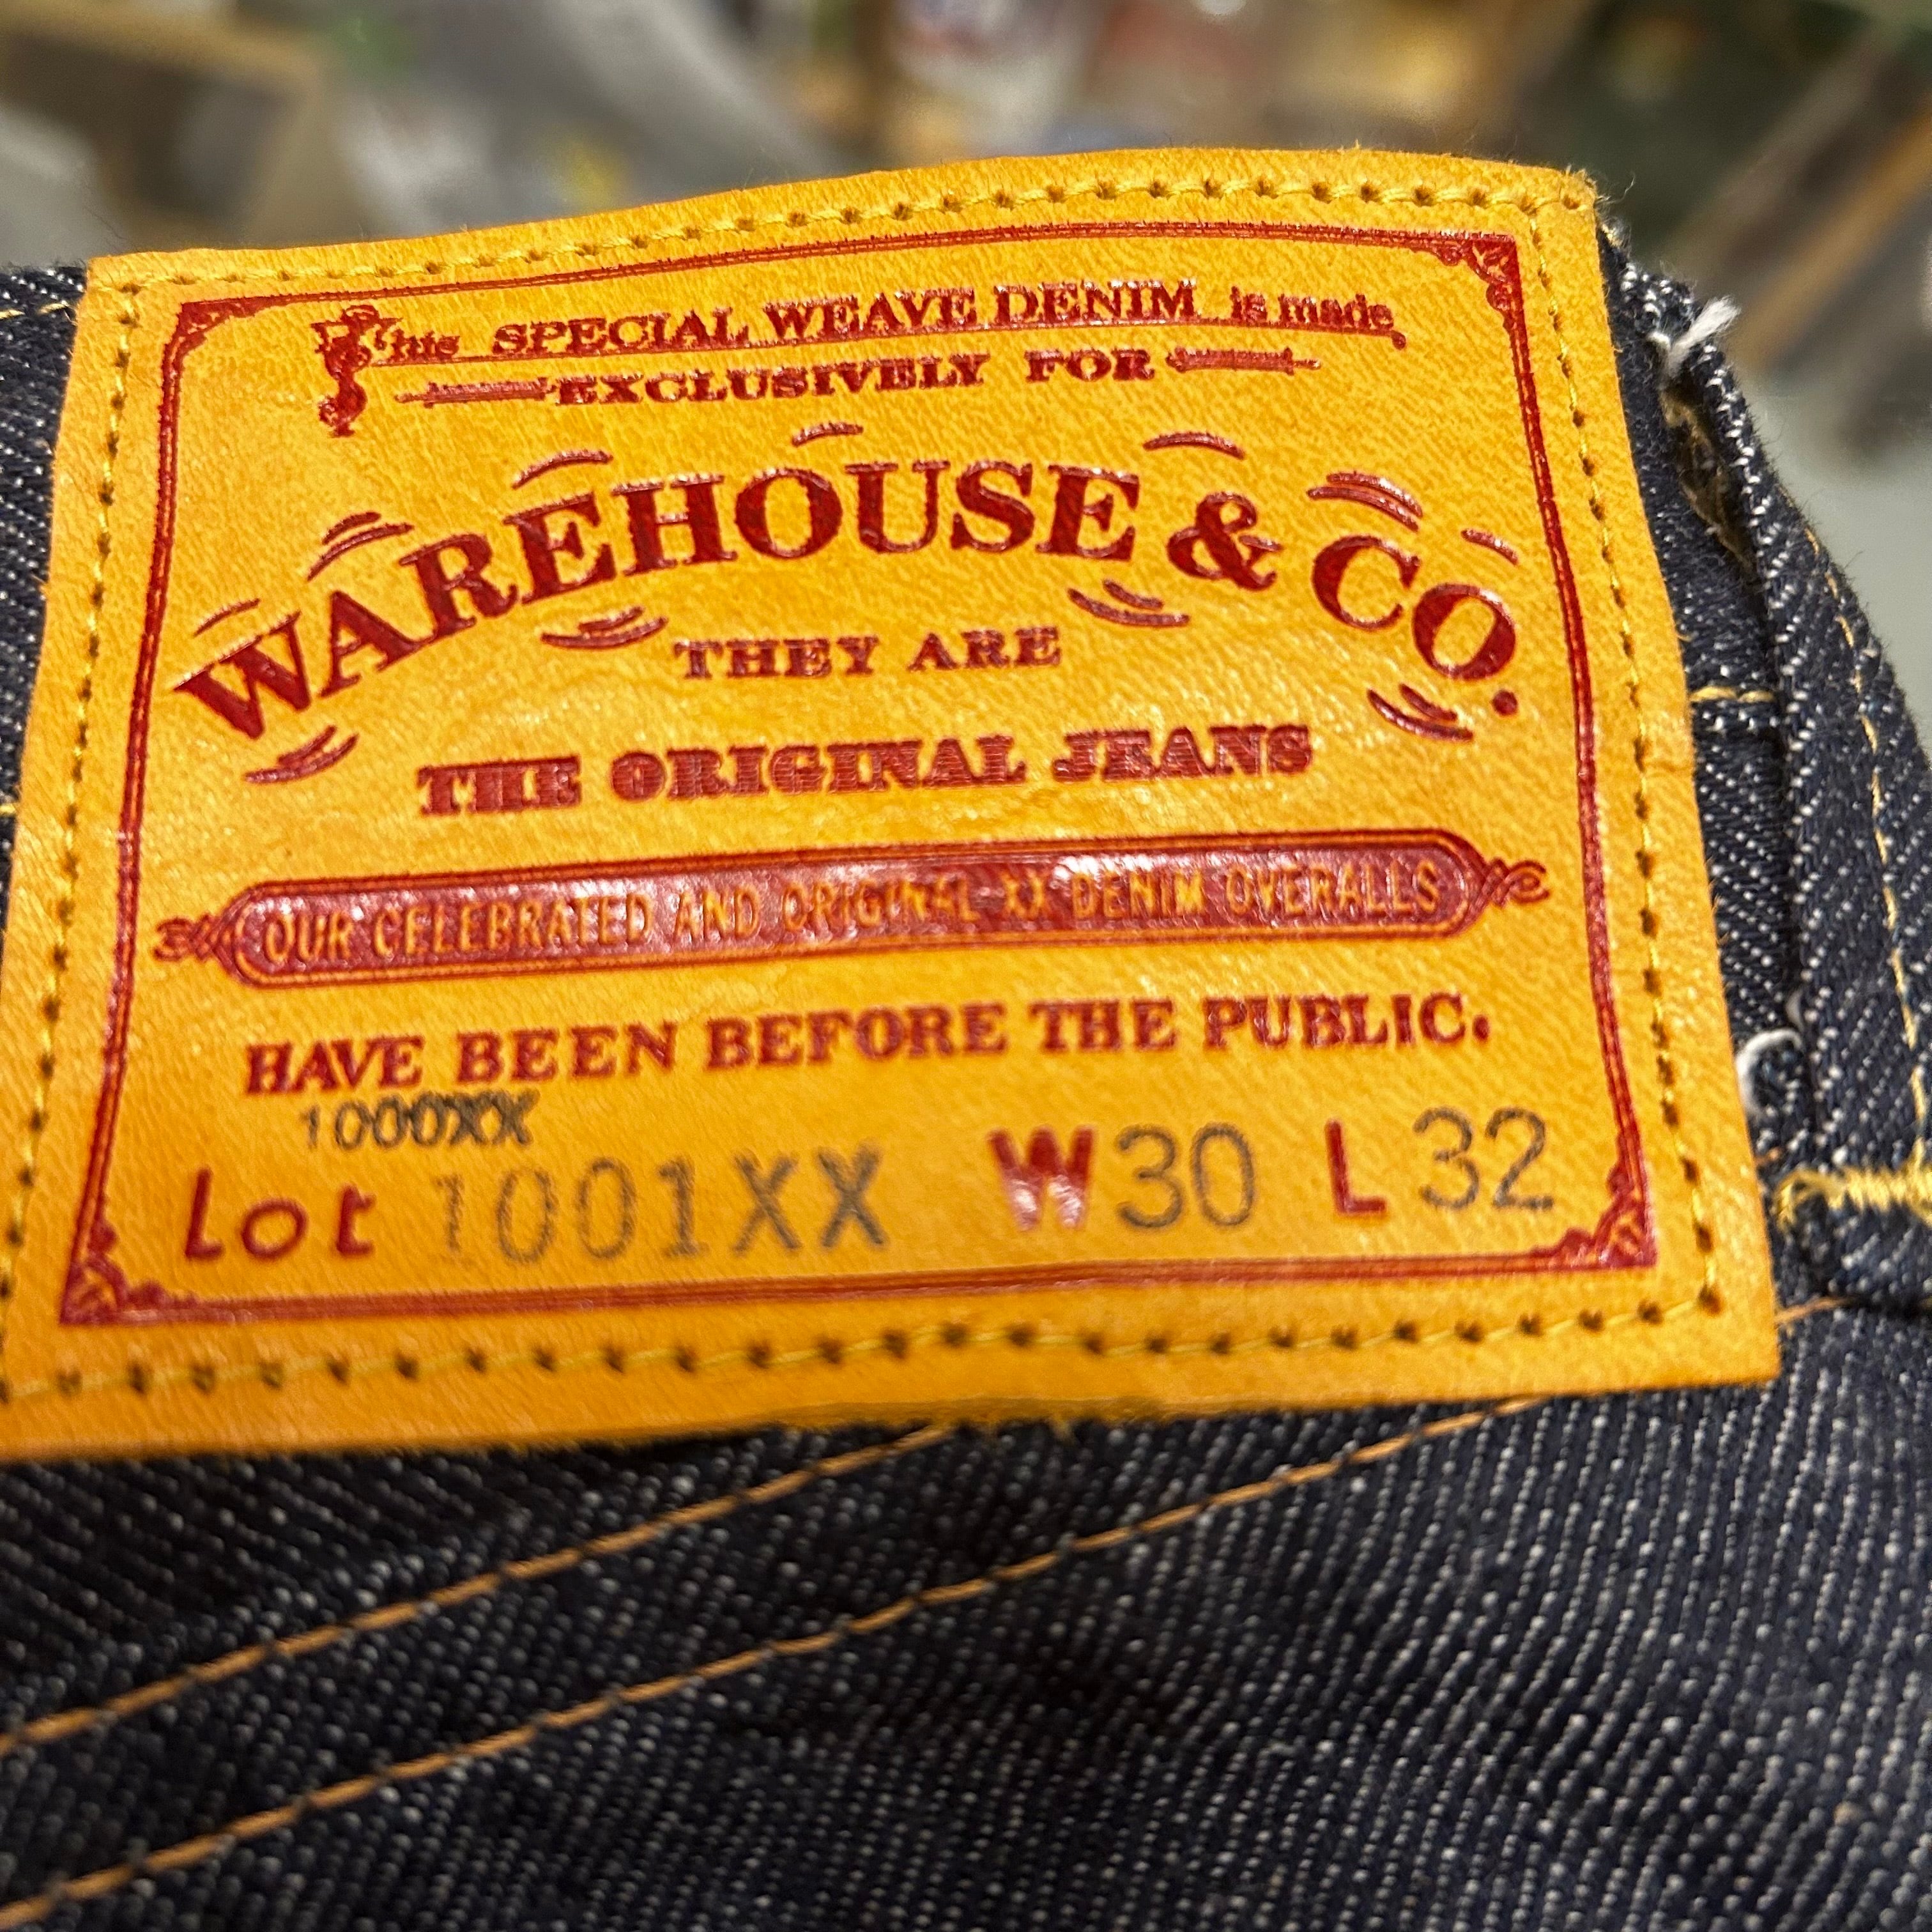 This SPECIAL WEAVE DENIM is made
EXCLUSIVELY FOR
WAREHOUSE & CO.
THEY ARE
THE ORIGINAL JEANS
OUR CELEBRATED AND ORIGINAL XX DENIM OVERALLS
HAVE BEEN BEFORE THE PUBLIC.
1000XX
Lot 1001XX W30 L32